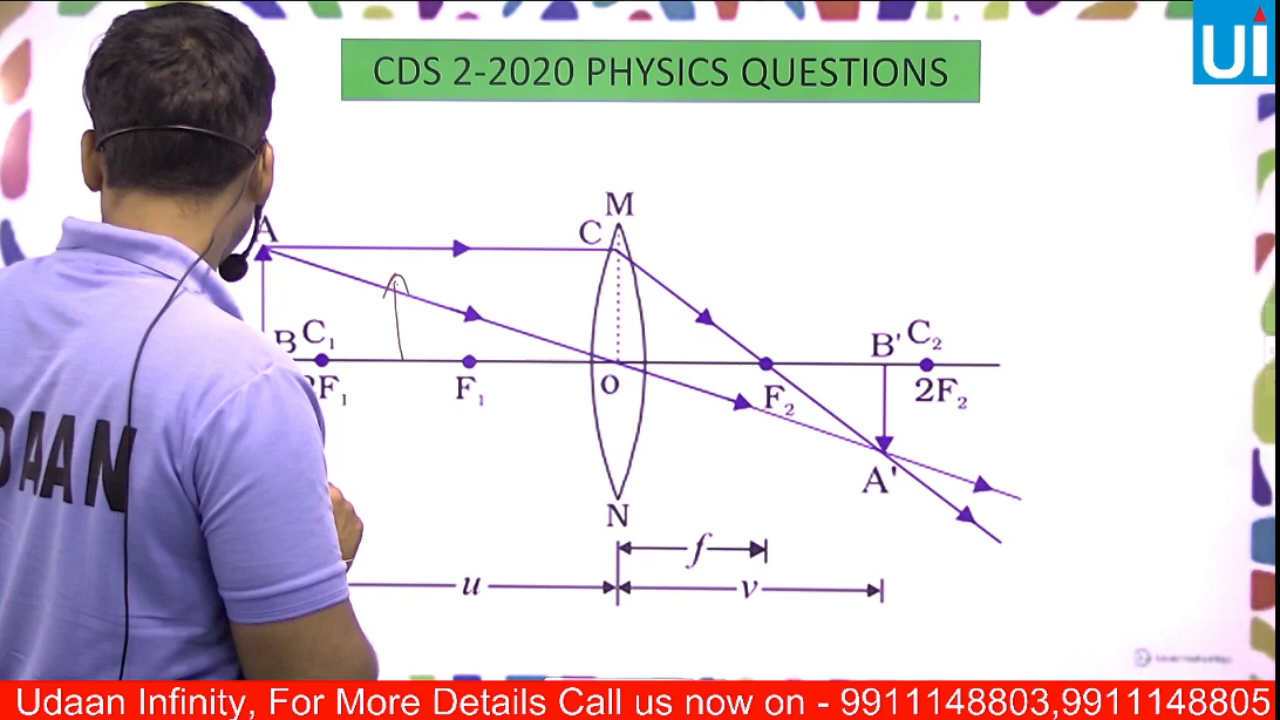 Ui
CDS 2-2020 PHYSICS QUESTIONS
M
A
C
B C₁
B' C₂
F₁
F₁
O
F₂
2F₂
A'
N
f
u
v
Udaan Infinity, For More Details Call us now on - 9911148803,9911148805